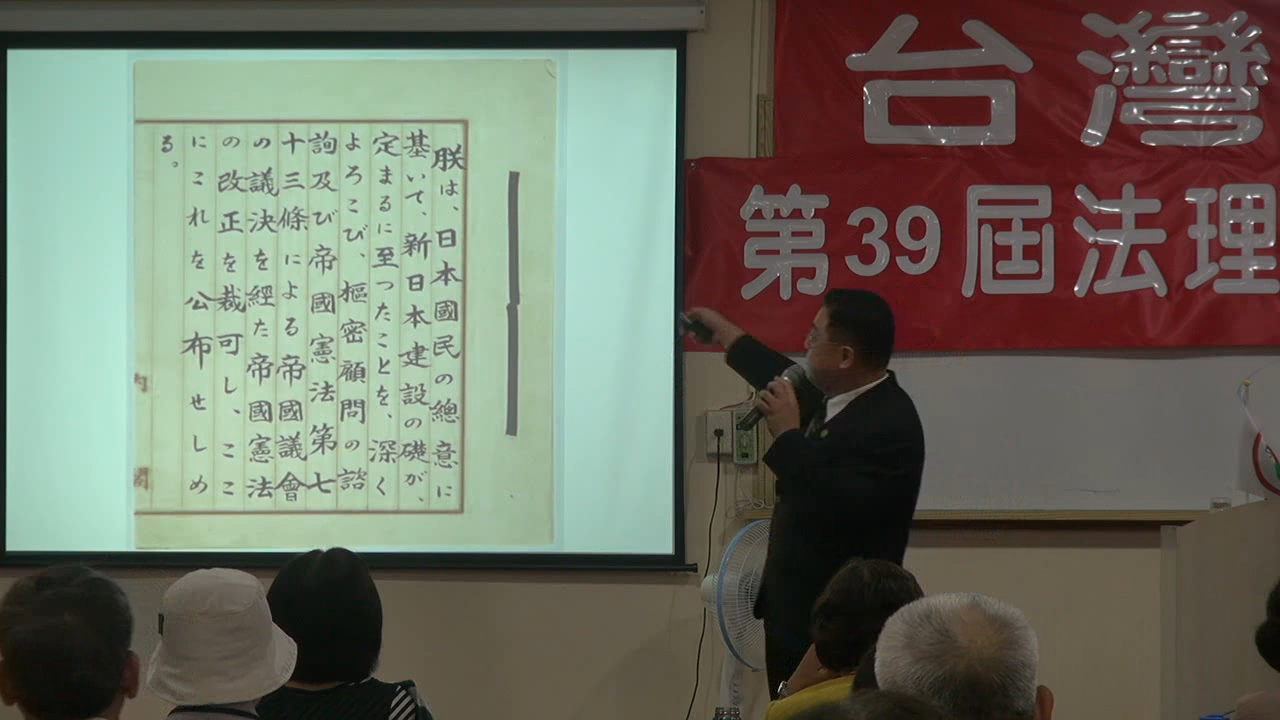 朕は、日本國民の總意に
基いて、新日本建設の礎が、
定まるに至つたことを、深く
よろこび、樞密顧問の諮
詢及び帝國憲法第七
十三條による帝國議會
の議決を經た帝國憲法
の改正を裁可し、ここ
にこれを公布せしめ
る。
台灣
第39屆法理